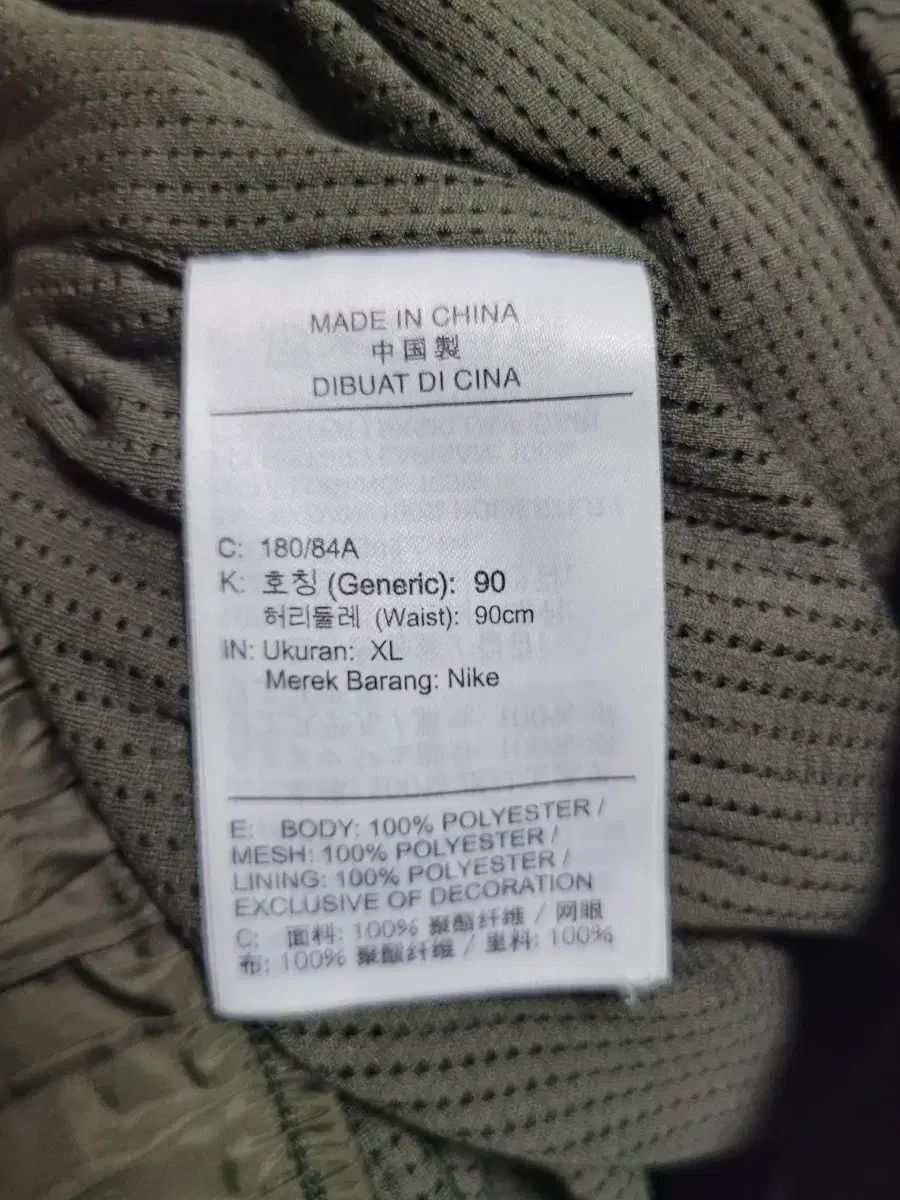 MADE IN CHINA
中国製
DIBUAT DI CINA
C: 180/84A
K: 호칭 (Generic): 90
허리둘레 (Waist): 90cm
IN: Ukuran: XL
Merek Barang: Nike
E: BODY: 100% POLYESTER /
MESH: 100% POLYESTER /
LINING: 100% POLYESTER /
EXCLUSIVE OF DECORATION
C: 面料: 100% 聚酯纤维 / 网眼
布: 100% 聚酯纤维 / 里料: 100%